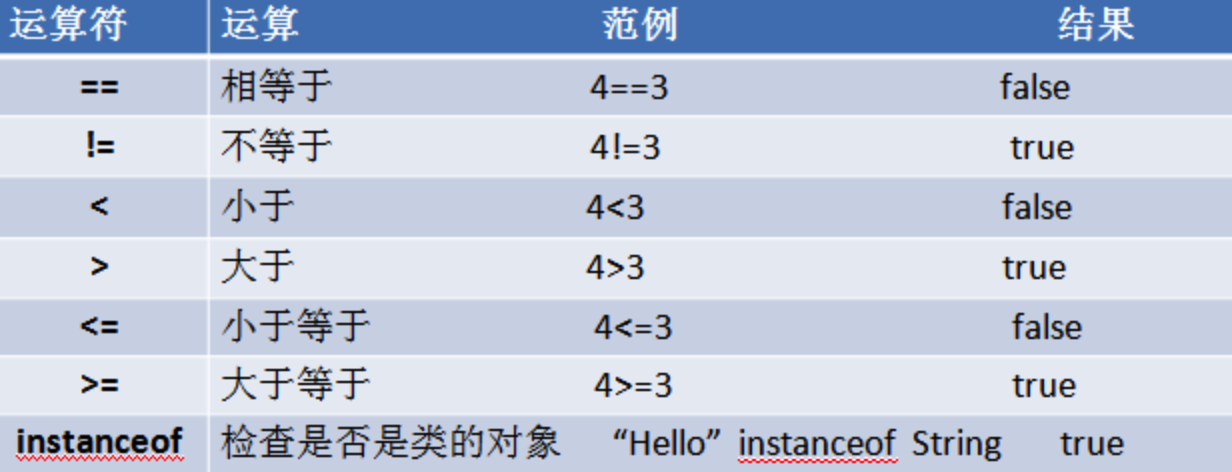 运算符 运算 范例 结果
== 相等于 4==3 false
!= 不等于 4!=3 true
< 小于 4<3 false
> 大于 4>3 true
<= 小于等于 4<=3 false
>= 大于等于 4>=3 true
instanceof 检查是否是类的对象 “Hello” instanceof String true